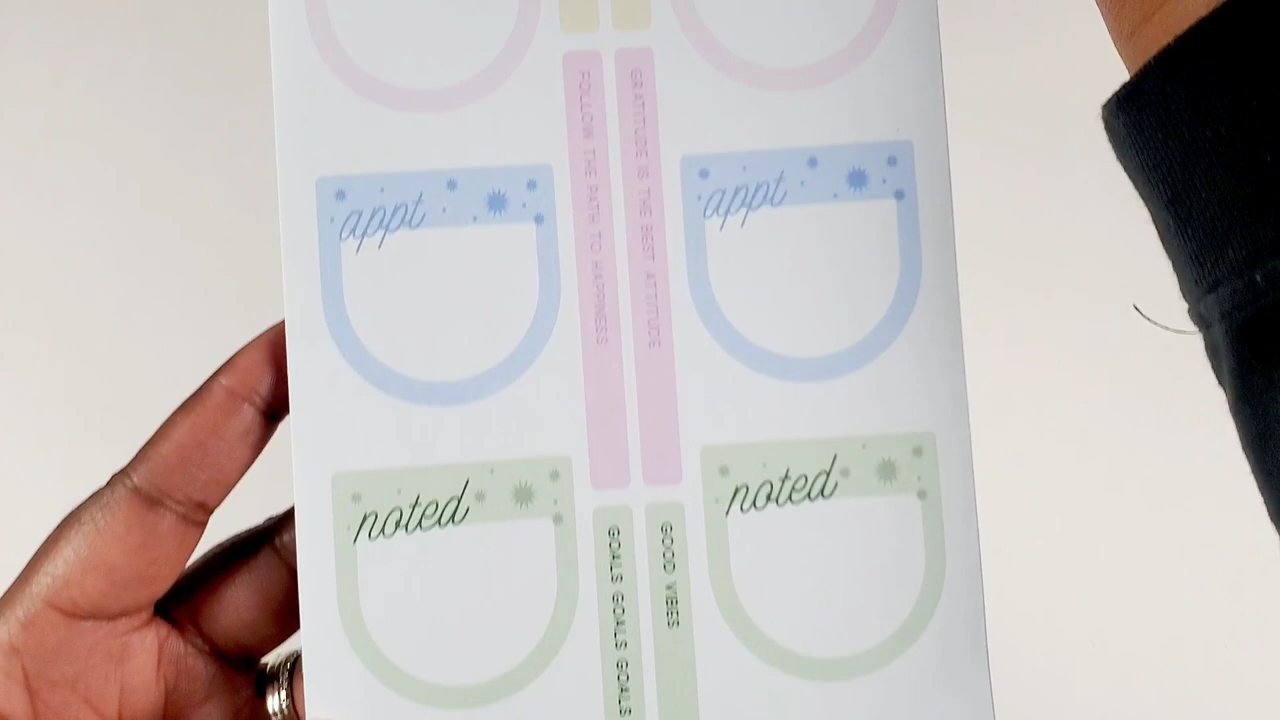 FOLLOW THE PATH TO HAPPINESS
GRATITUDE IS THE BEST ATTITUDE
appt
appt
noted
noted
GOALS GOALS GOALS
GOOD VIBES